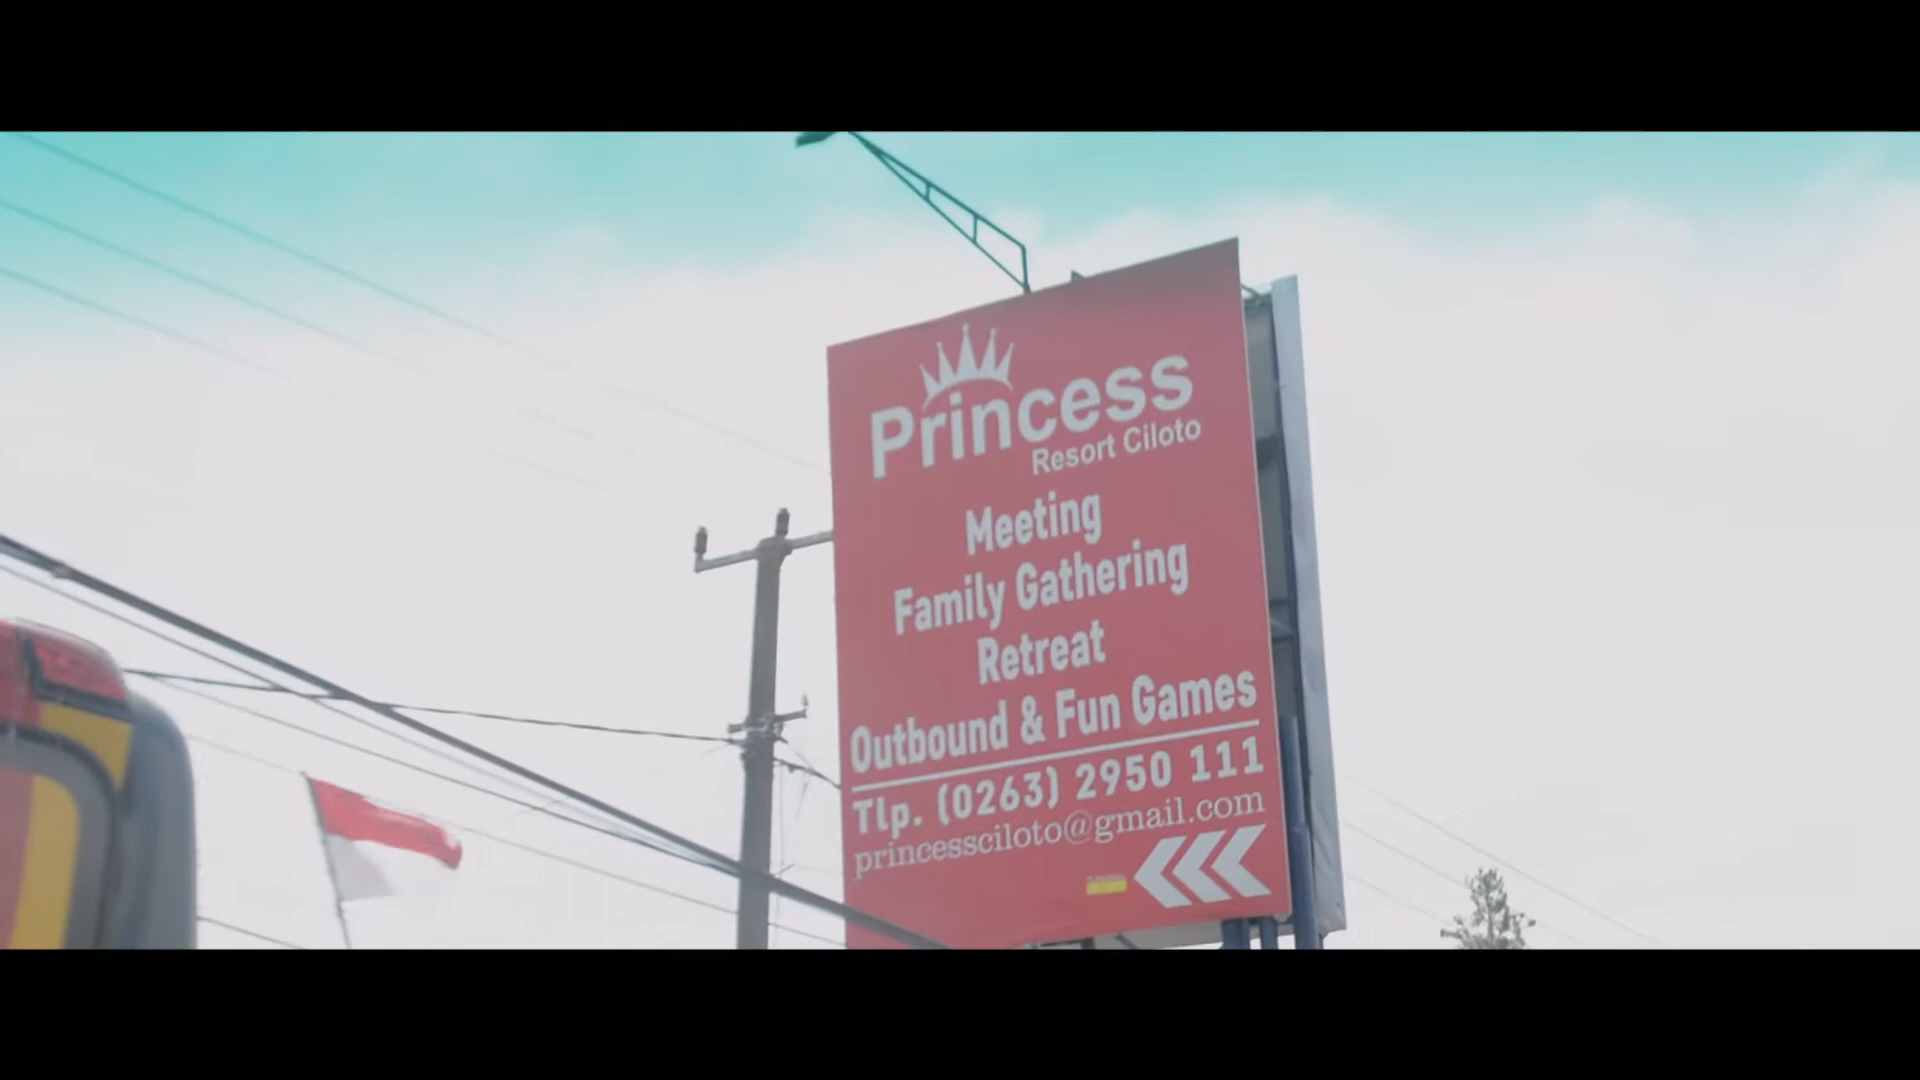 Princess
Resort Ciloto
Meeting
Family Gathering
Retreat
Outbound & Fun Games
Tlp. (0263) 2950 111
princessciloto@gmail.com